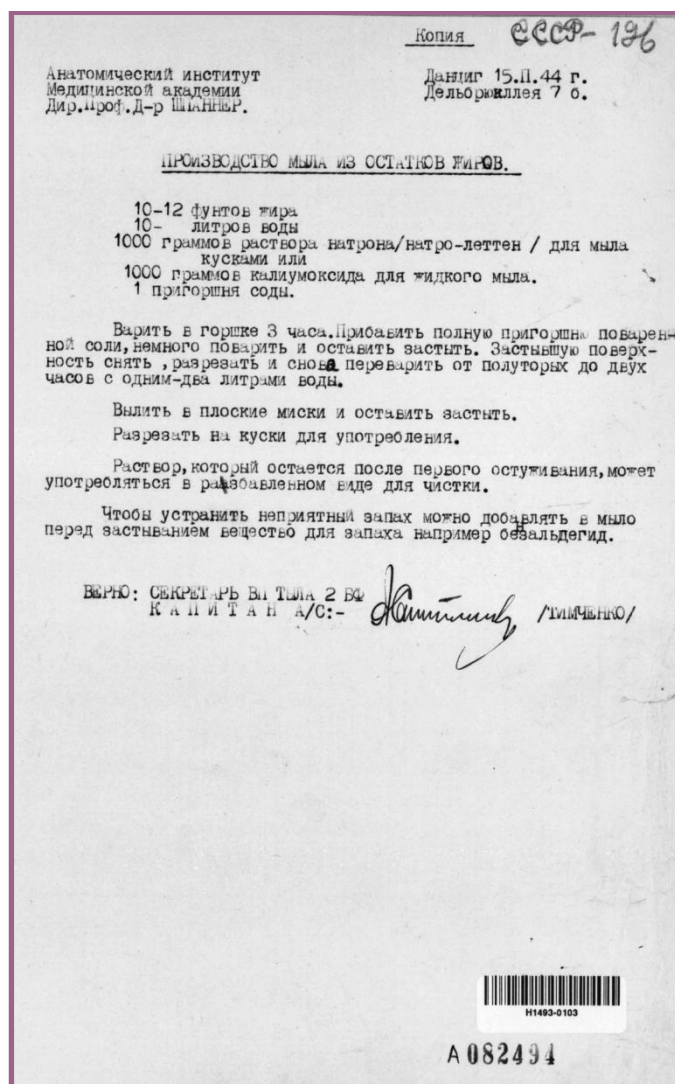 Копия СССР-196
Анатомический институт Данциг 15.II.44 г.
Медицинской академии Дельбрюкллея 7 б.
Дир.Проф.Д-р ШПАННЕР.
ПРОИЗВОДСТВО МЫЛА ИЗ ОСТАТКОВ ЖИРОВ.
10-12 фунтов жира
10- литров воды
1000 граммов раствора натрона/натро-леттен / для мыла
кусками или
1000 граммов калиумоксида для жидкого мыла.
1 пригоршня соды.
Варить в горшке 3 часа.Прибавить полную пригоршню поварен-
ной соли,немного поварить и оставить застыть. Застывшую поверх-
ность снять ,разрезать и снова переварить от полуторых до двух
часов с одним-два литрами воды.
Вылить в плоские миски и оставить застыть.
Разрезать на куски для употребления.
Раствор,который остается после первого остуживания,может
употребляться в разбавленном виде для чистки.
Чтобы устранить неприятный запах можно добавлять в мыло
перед застыванием вещество для запаха например безальдегид.
ВЕРНО: СЕКРЕТАРЬ ВП ТЫЛА 2 БФ
КАПИТАН А/С:- /ТИМЧЕНКО/
H1493-0103
А 082494